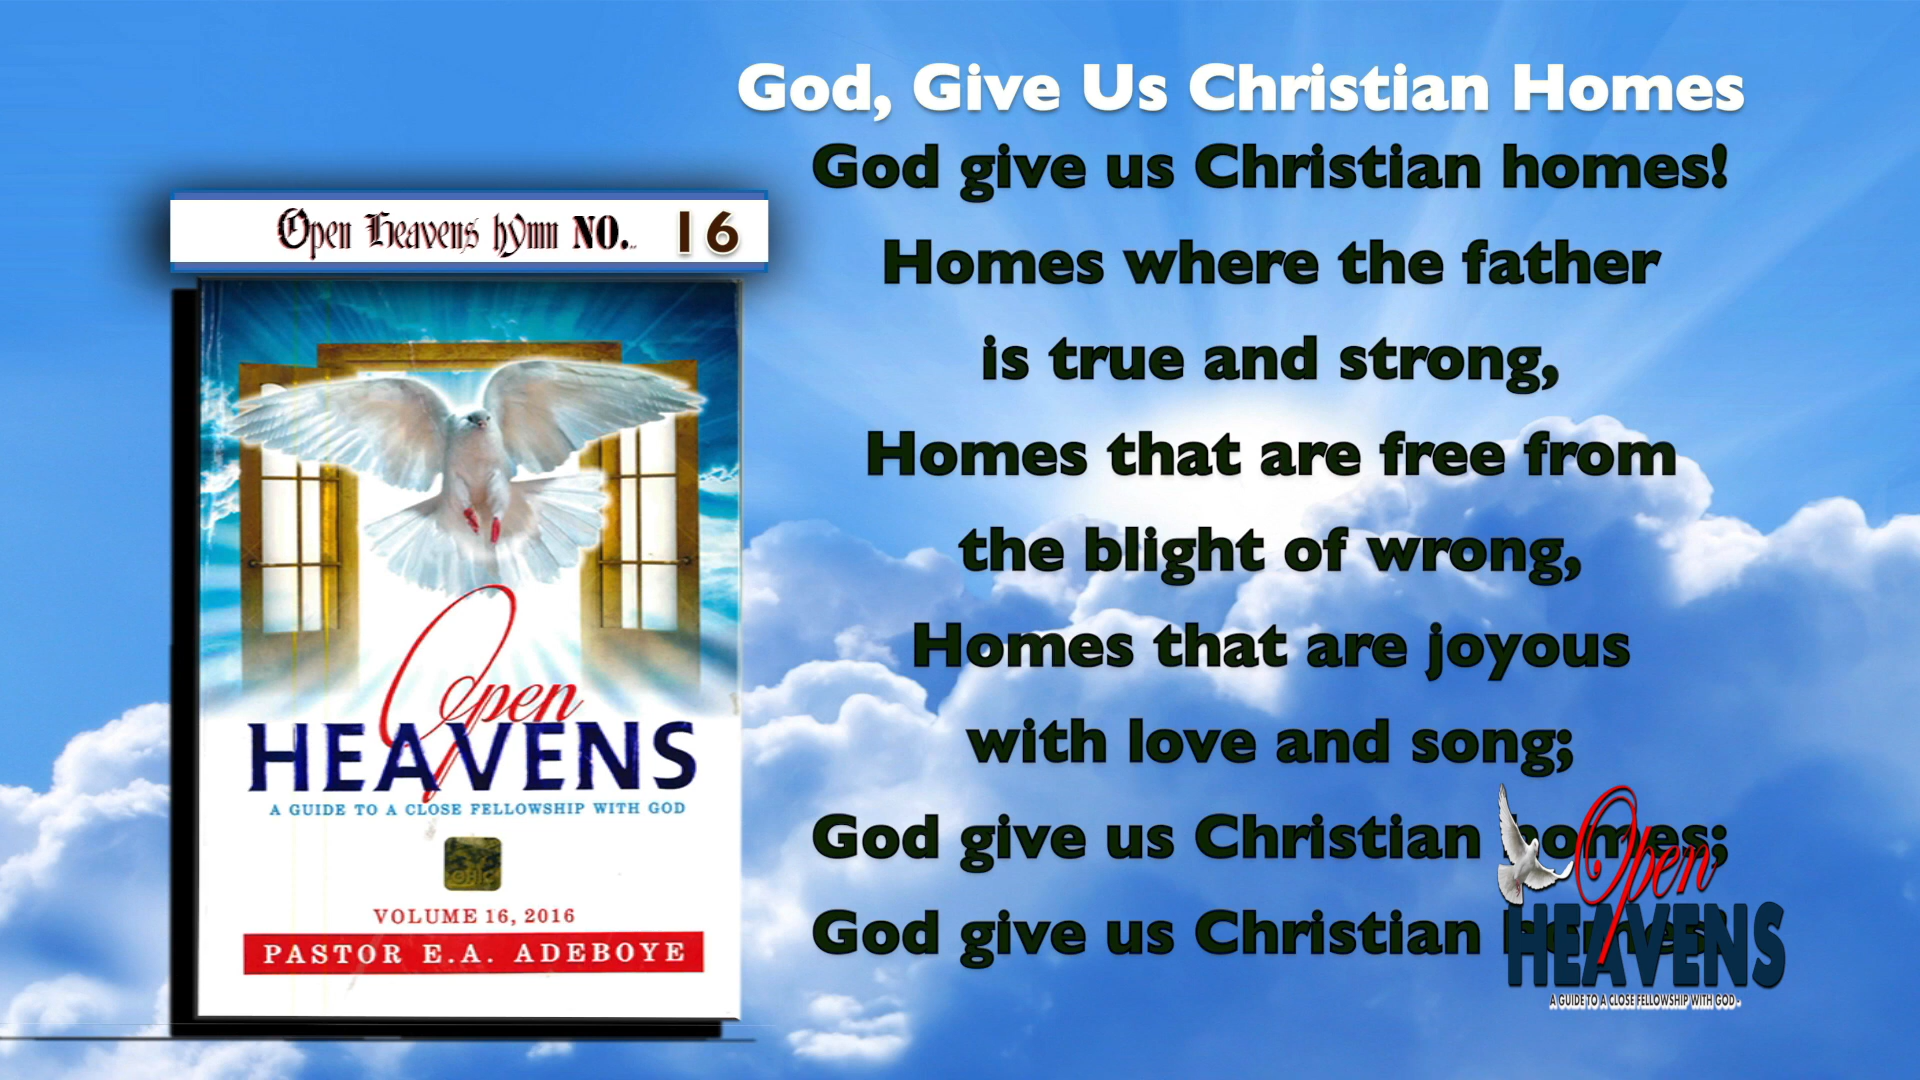 God, Give Us Christian Homes
God give us Christian homes!
Homes where the father
is true and strong,
Homes that are free from
the blight of wrong,
Homes that are joyous
with love and song;
God give us Christian homes;
God give us Christian homes!
Open Heavens hymn NO.. 16
Open
HEAVENS
A GUIDE TO A CLOSE FELLOWSHIP WITH GOD
VOLUME 16, 2016
PASTOR E.A. ADEBOYE
Open
HEAVENS
A GUIDE TO A CLOSE FELLOWSHIP WITH GOD